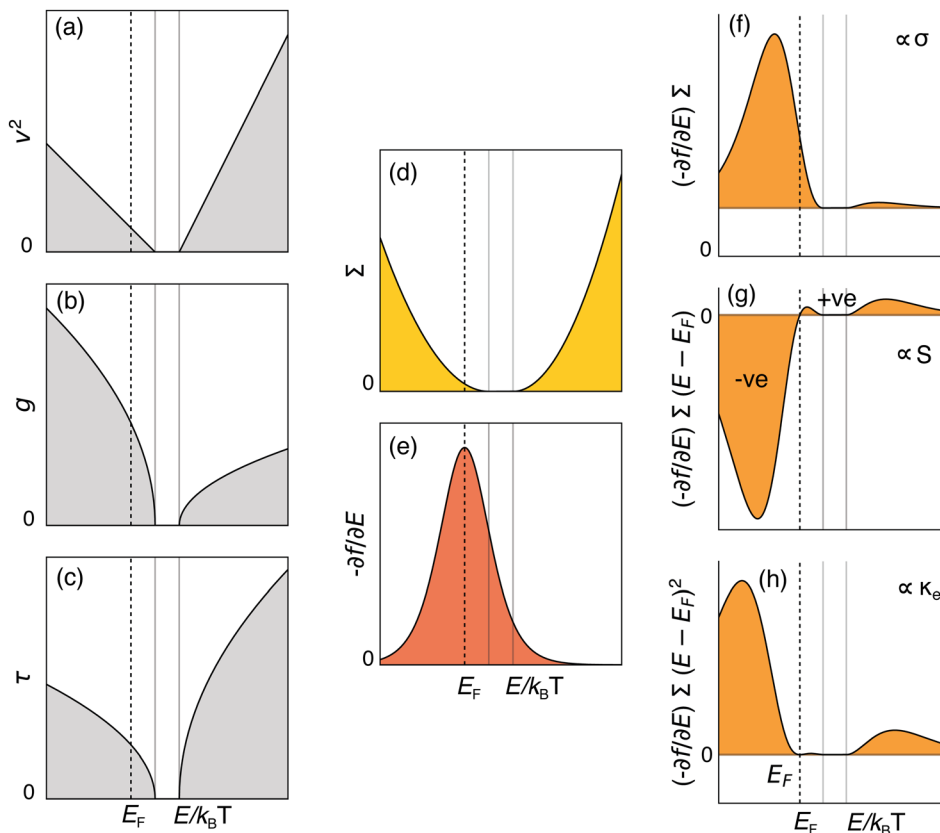 (a)
v²
0
(b)
g
0
(c)
τ
0
E_F
E/k_BT
(d)
Σ
0
(e)
-∂f/∂E
0
E_F
E/k_BT
(f)
∝ σ
(-∂f/∂E) Σ
0
(g)
+ve
0
-ve
∝ S
(-∂f/∂E) Σ (E − E_F)
(h)
∝ κ_e
(-∂f/∂E) Σ (E − E_F)²
0
E_F
E_F
E/k_BT